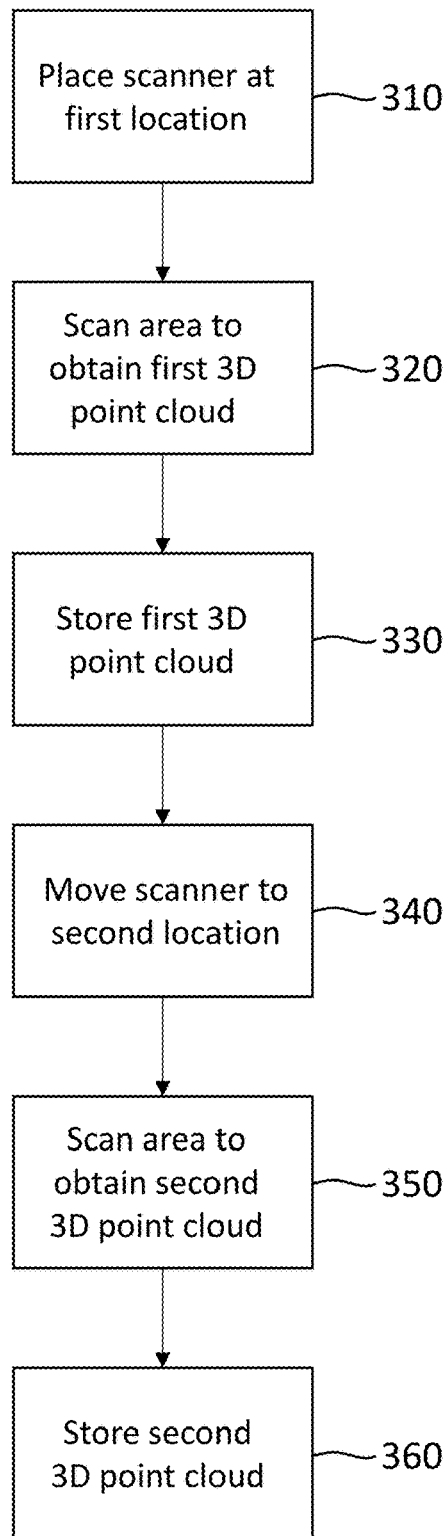 Place scanner at
first location
310
Scan area to
obtain first 3D
point cloud
320
Store first 3D
point cloud
330
Move scanner to
second location
340
Scan area to
obtain second
3D point cloud
350
Store second
3D point cloud
360